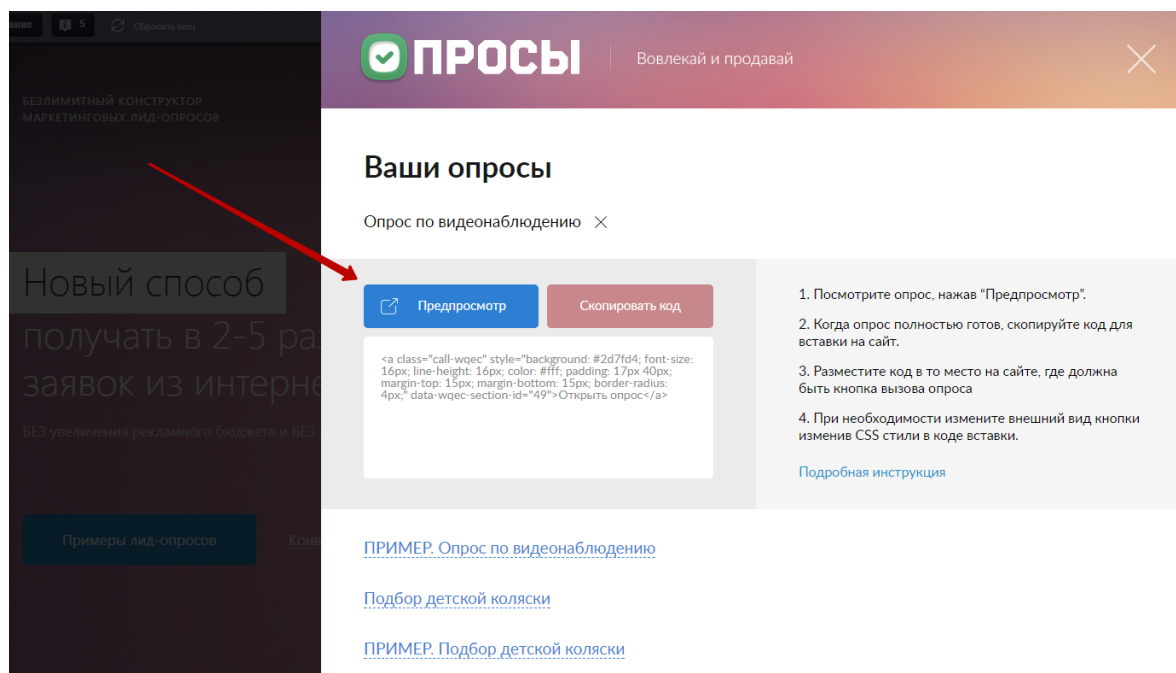 ание
5
Сбросить кеш
ОПРОСЫ
Вовлекай и продавай
БЕЗЛИМИТНЫЙ КОНСТРУКТОР
МАРКЕТИНГОВЫХ ЛИД-ОПРОСОВ
Новый способ
получать в 2-5 раз
заявок из интерне
БЕЗ увеличения рекламного бюджета и БЕЗ
Примеры лид-опросов
Конв
Ваши опросы
Опрос по видеонаблюдению
Предпросмотр
Скопировать код
<a class="call-wqec" style="background: #2d7fd4; font-size:
16px; line-height: 16px; color: #fff; padding: 17px 40px;
margin-top: 15px; margin-bottom: 15px; border-radius:
4px;" data-wqec-section-id="49">Открыть опрос</a>
1. Посмотрите опрос, нажав “Предпросмотр”.
2. Когда опрос полностью готов, скопируйте код для
вставки на сайт.
3. Разместите код в то место на сайте, где должна
быть кнопка вызова опроса
4. При необходимости измените внешний вид кнопки
изменив CSS стили в коде вставки.
Подробная инструкция
ПРИМЕР. Опрос по видеонаблюдению
Подбор детской коляски
ПРИМЕР. Подбор детской коляски